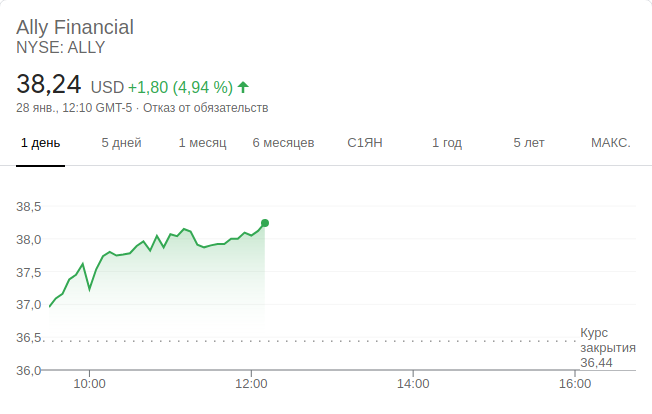 Ally Financial
NYSE: ALLY
38,24 USD +1,80 (4,94 %)
28 янв., 12:10 GMT-5 · Отказ от обязательств
1 день 5 дней 1 месяц 6 месяцев С1ЯН 1 год 5 лет МАКС.
38,5
38,0
37,5
37,0
36,5
36,0
Курс
закрытия
36,44
10:00 12:00 14:00 16:00